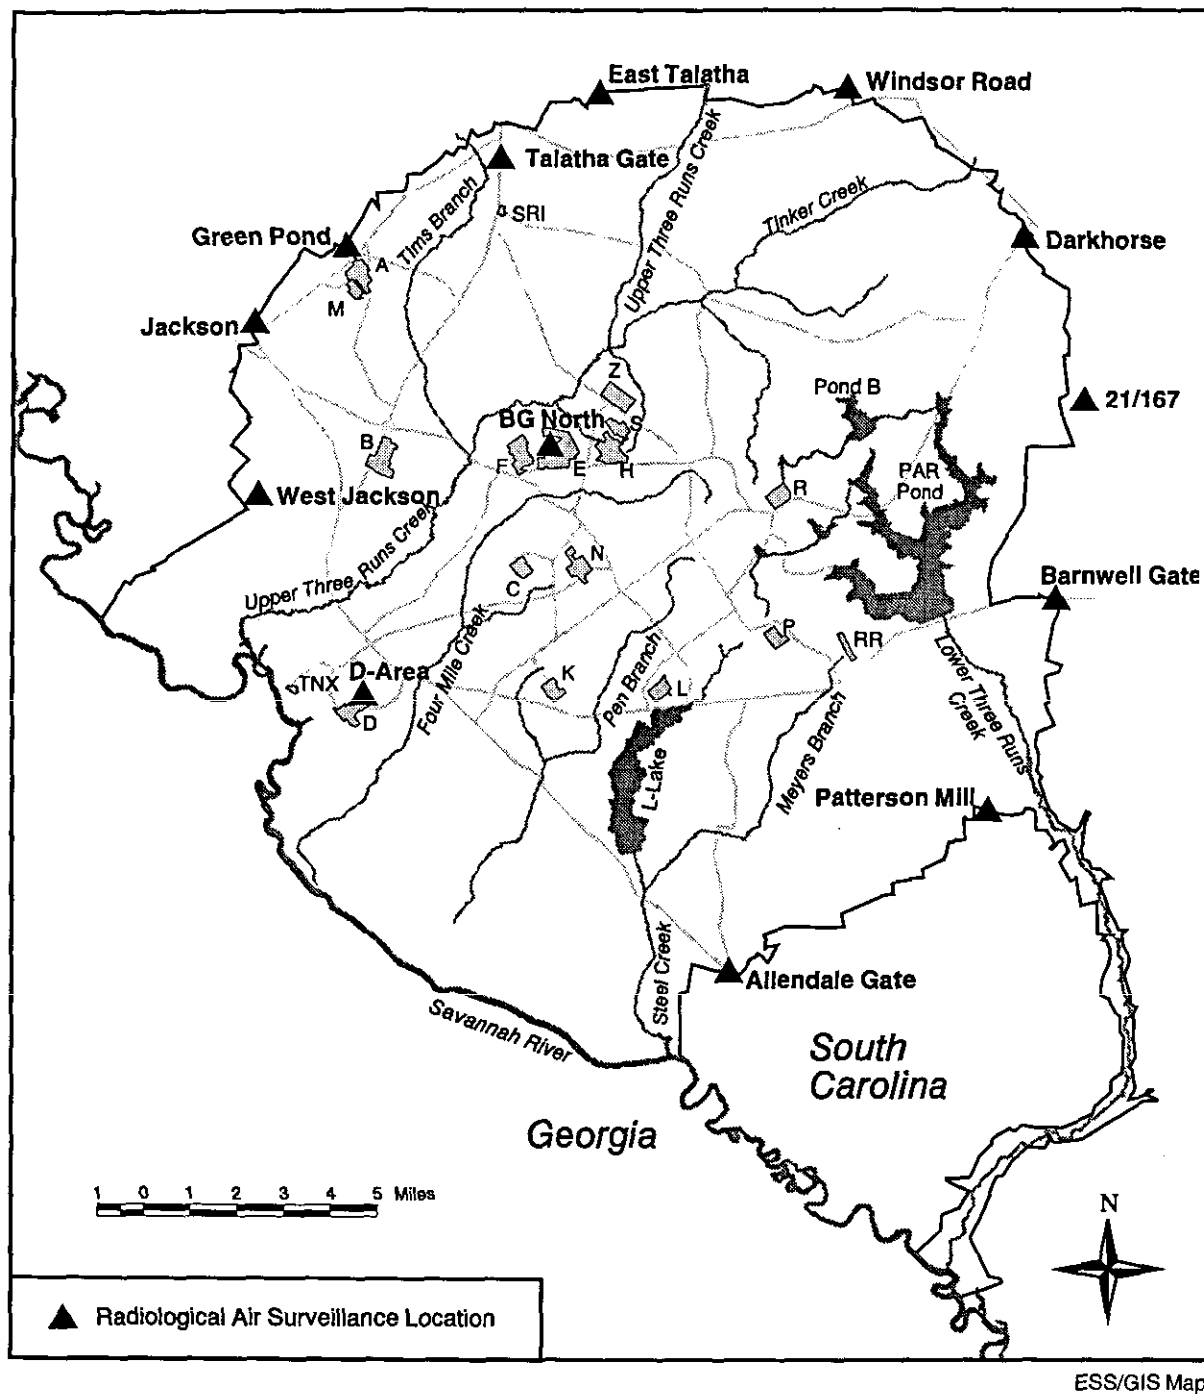 East Talatha
Windsor Road
Talatha Gate
Upper Three Runs Creek
Tinker Creek
Tims Branch
SRI
Green Pond
A
M
Darkhorse
Jackson
Z
Pond B
21/167
BG North
S
B
F
E
H
PAR
Pond
R
West Jackson
Upper Three Runs Creek
N
C
Barnwell Gate
P
RR
Four Mile Creek
Pen Branch
Lower Three Runs
Creek
D-Area
TNX
D
K
L
L-Lake
Meyers Branch
Patterson Mill
Steel Creek
Allendale Gate
Savannah River
South
Carolina
Georgia
1 0 1 2 3 4 5 Miles
N
Radiological Air Surveillance Location
ESS/GIS Map